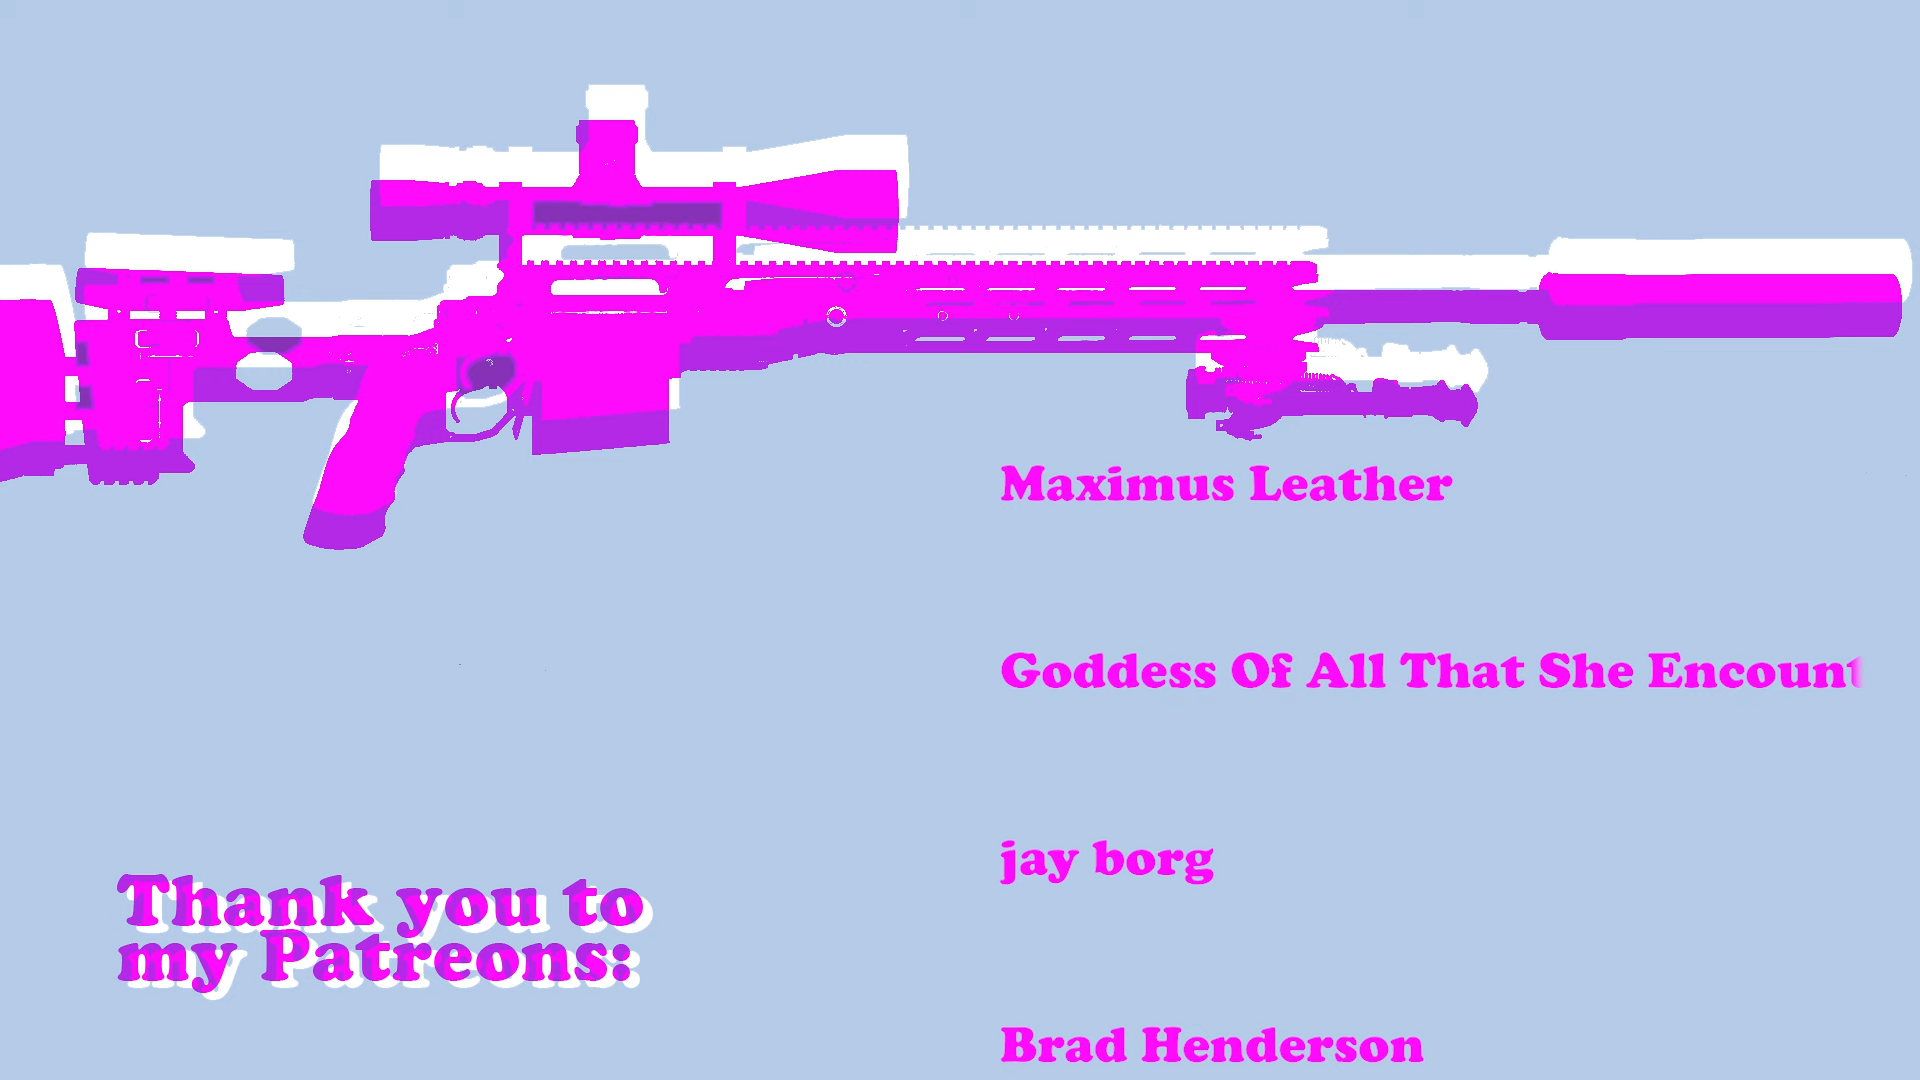 Maximus Leather
Goddess Of All That She Encount
jay borg
Thank you to
my Patreons:
Brad Henderson